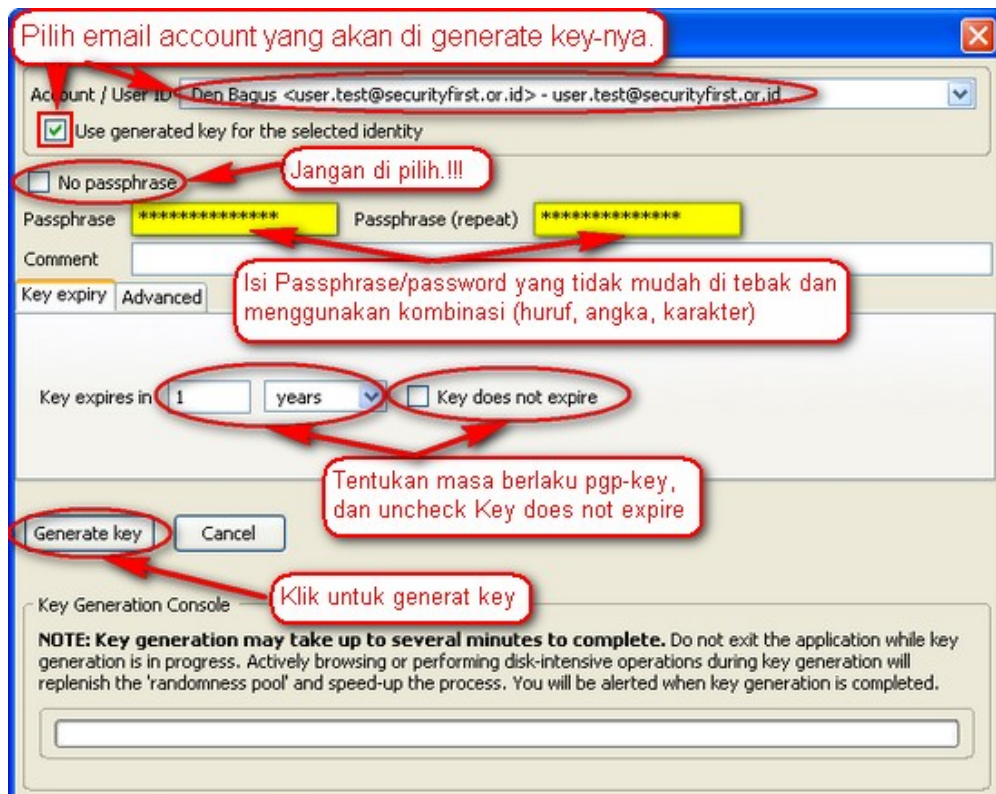 Pilih email account yang akan di generate key-nya.
Account / User ID Den Bagus <user.test@securityfirst.or.id> - user.test@securityfirst.or.id
Use generated key for the selected identity
Jangan di pilih.!!!
No passphrase
Passphrase ************** Passphrase (repeat) **************
Comment
Isi Passphrase/password yang tidak mudah di tebak dan
menggunakan kombinasi (huruf, angka, karakter)
Key expiry Advanced
Key expires in 1 years Key does not expire
Tentukan masa berlaku pgp-key,
dan uncheck Key does not expire
Generate key Cancel
Klik untuk generat key
Key Generation Console
NOTE: Key generation may take up to several minutes to complete. Do not exit the application while key
generation is in progress. Actively browsing or performing disk-intensive operations during key generation will
replenish the 'randomness pool' and speed-up the process. You will be alerted when key generation is completed.